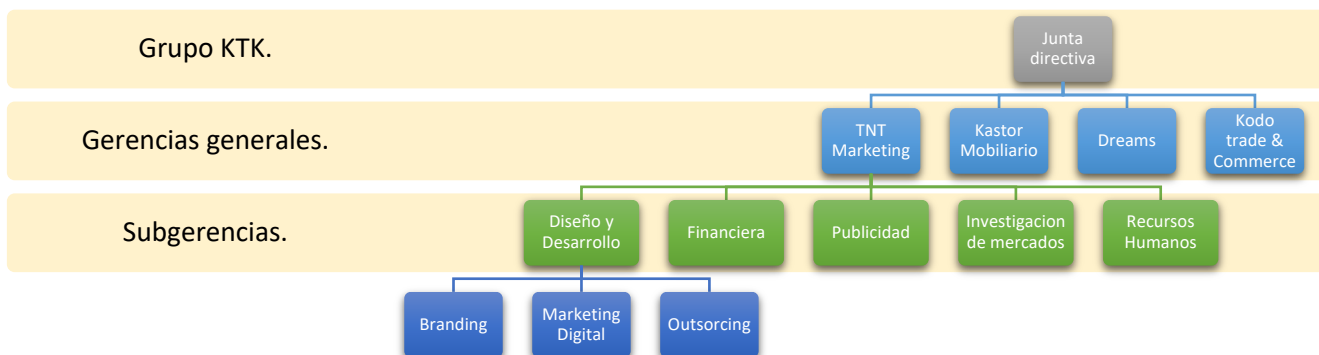 Grupo KTK.
Junta
directiva
Gerencias generales.
TNT
Marketing
Kastor
Mobiliario
Dreams
Kodo
trade &
Commerce
Subgerencias.
Diseño y
Desarrollo
Financiera
Publicidad
Investigacion
de mercados
Recursos
Humanos
Branding
Marketing
Digital
Outsorcing